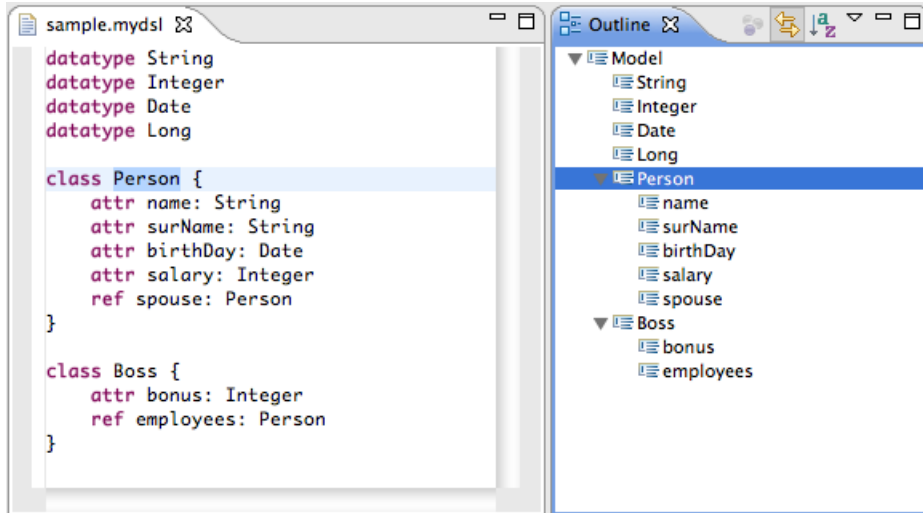 sample.mydsl
datatype String
datatype Integer
datatype Date
datatype Long
class Person {
attr name: String
attr surName: String
attr birthDay: Date
attr salary: Integer
ref spouse: Person
}
class Boss {
attr bonus: Integer
ref employees: Person
}
Outline
Model
String
Integer
Date
Long
Person
name
surName
birthDay
salary
spouse
Boss
bonus
employees